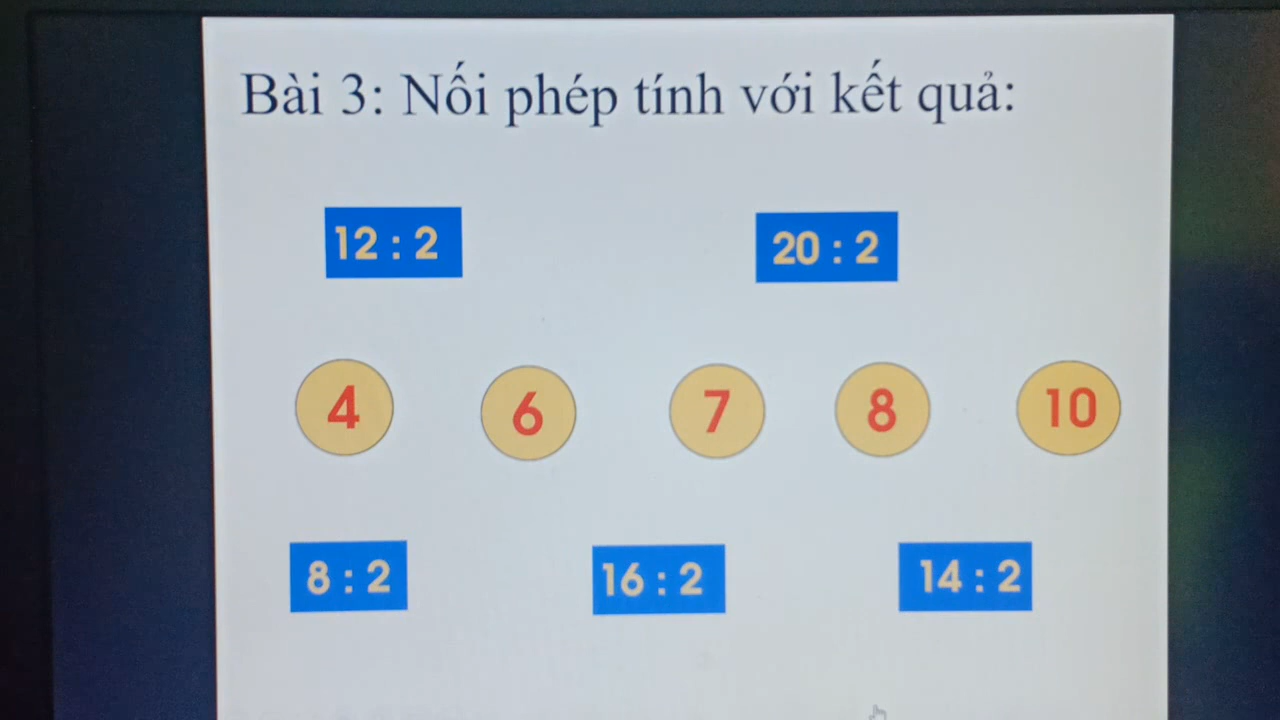 Bài 3: Nối phép tính với kết quả:
12 : 2 20 : 2
4 6 7 8 10
8 : 2 16 : 2 14 : 2